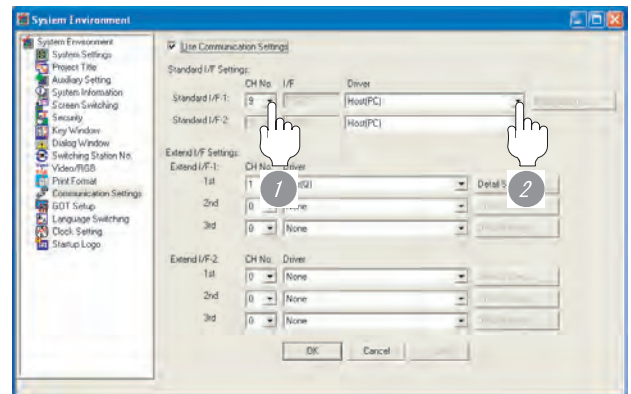 System Environment
System Environment
System Settings
Project Title
Auxiliary Setting
System Information
Screen Switching
Security
Key Window
Dialog Window
Switching Station No.
Video/RGB
Print Format
Communication Settings
GOT Setup
Language Switching
Clock Setting
Startup Logo
Use Communication Settings
Standard I/F Settings:
CH No. I/F Driver
Standard I/F-1: 9 Host(PC)
Standard I/F-2: Host(PC)
Extend I/F Settings:
Extend I/F-1: CH No. Driver
1st 1 (Q) Detail S
2nd 0 None
3rd 0 None
1
2
Extend I/F-2: CH No. Driver
1st 0 None
2nd 0 None
3rd 0 None
OK Cancel